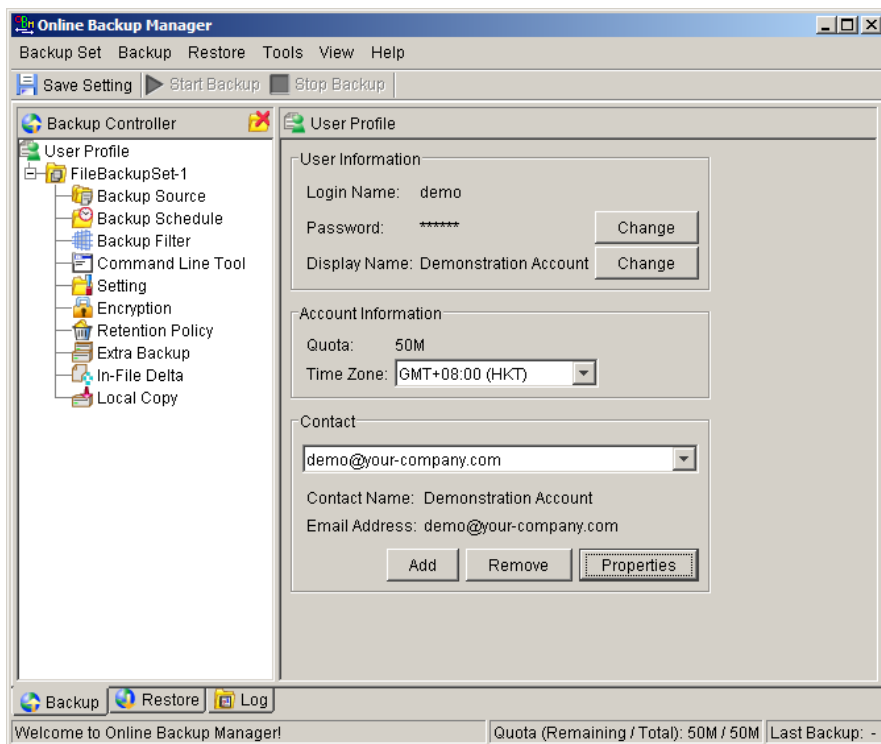 Online Backup Manager
Backup Set Backup Restore Tools View Help
Save Setting Start Backup Stop Backup
Backup Controller
User Profile
FileBackupSet-1
Backup Source
Backup Schedule
Backup Filter
Command Line Tool
Setting
Encryption
Retention Policy
Extra Backup
In-File Delta
Local Copy
User Profile
User Information
Login Name: demo
Password: ****** Change
Display Name: Demonstration Account Change
Account Information
Quota: 50M
Time Zone: GMT+08:00 (HKT)
Contact
demo@your-company.com
Contact Name: Demonstration Account
Email Address: demo@your-company.com
Add Remove Properties
Backup Restore Log
Welcome to Online Backup Manager! Quota (Remaining / Total): 50M / 50M Last Backup: -